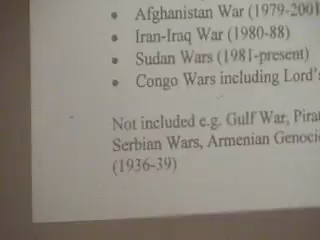 • Afghanistan War (1979-2001
• Iran-Iraq War (1980-88)
• Sudan Wars (1981-present)
• Congo Wars including Lord's
Not included e.g. Gulf War,
Serbian Wars, Armenian
(1936-39)